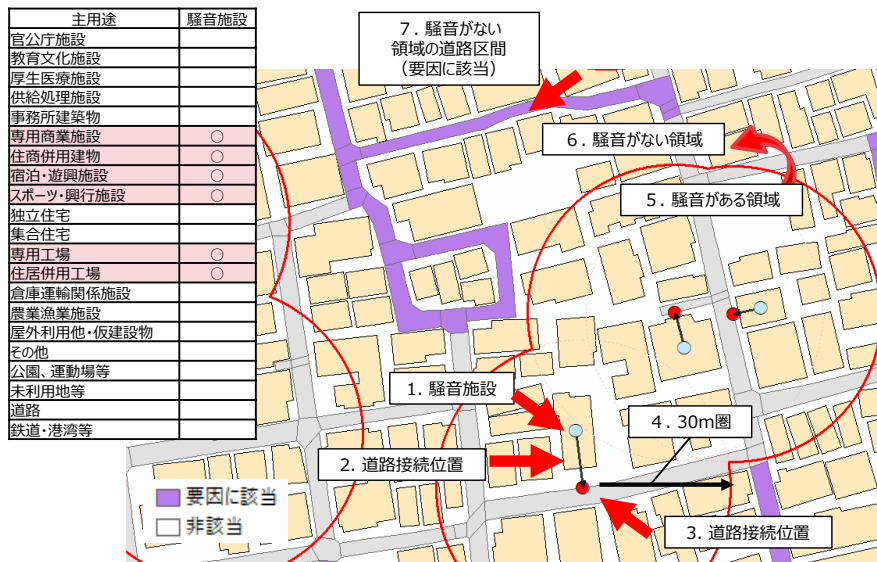 主用途 騒音施設
官公庁施設
教育文化施設
厚生医療施設
供給処理施設
事務所建築物
専用商業施設 ○
住商併用建物 ○
宿泊・遊興施設 ○
スポーツ・興行施設 ○
独立住宅
集合住宅
専用工場 ○
住居併用工場 ○
倉庫運輸関係施設
農業漁業施設
屋外利用他・仮建設物
その他
公園、運動場等
未利用地等
道路
鉄道・港湾等
7．騒音がない
領域の道路区間
（要因に該当）
6．騒音がない領域
5．騒音がある領域
1．騒音施設
4．30m圏
2．道路接続位置
3．道路接続位置
要因に該当
非該当